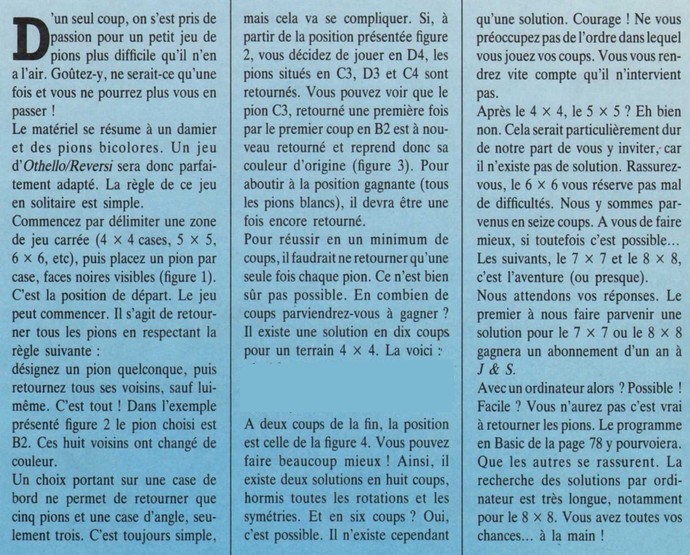 D'un seul coup, on s'est pris de
passion pour un petit jeu de
pions plus difficile qu'il n'en
a l'air. Goûtez-y, ne serait-ce qu'une
fois et vous ne pourrez plus vous en
passer !
Le matériel se résume à un damier
et des pions bicolores. Un jeu
d'Othello/Reversi sera donc parfai-
tement adapté. La règle de ce jeu
en solitaire est simple.
Commencez par délimiter une zone
de jeu carrée (4 × 4 cases, 5 × 5,
6 × 6, etc), puis placez un pion par
case, faces noires visibles (figure 1).
C'est la position de départ. Le jeu
peut commencer. Il s'agit de retour-
ner tous les pions en respectant la
règle suivante :
désignez un pion quelconque, puis
retournez tous ses voisins, sauf lui-
même. C'est tout ! Dans l'exemple
présenté figure 2 le pion choisi est
B2. Ces huit voisins ont changé de
couleur.
Un choix portant sur une case de
bord ne permet de retourner que
cinq pions et une case d'angle, seu-
lement trois. C'est toujours simple,
mais cela va se compliquer. Si, à
partir de la position présentée figure
2, vous décidez de jouer en D4, les
pions situés en C3, D3 et C4 sont
retournés. Vous pouvez voir que le
pion C3, retourné une première fois
par le premier coup en B2 est à nou-
veau retourné et reprend donc sa
couleur d'origine (figure 3). Pour
aboutir à la position gagnante (tous
les pions blancs), il devra être une
fois encore retourné.
Pour réussir en un minimum de
coups, il faudrait ne retourner qu'une
seule fois chaque pion. Ce n'est bien
sûr pas possible. En combien de
coups parviendrez-vous à gagner ?
Il existe une solution en dix coups
pour un terrain 4 × 4. La voici :
A deux coups de la fin, la position
est celle de la figure 4. Vous pouvez
faire beaucoup mieux ! Ainsi, il
existe deux solutions en huit coups,
hormis toutes les rotations et les
symétries. Et en six coups ? Oui,
c'est possible. Il n'existe cependant
qu'une solution. Courage ! Ne vous
préoccupez pas de l'ordre dans lequel
vous jouez vos coups. Vous vous ren-
drez vite compte qu'il n'intervient
pas.
Après le 4 × 4, le 5 × 5 ? Eh bien
non. Cela serait particulièrement dur
de notre part de vous y inviter, car
il n'existe pas de solution. Rassurez-
vous, le 6 × 6 vous réserve pas mal
de difficultés. Nous y sommes par-
venus en seize coups. A vous de faire
mieux, si toutefois c'est possible...
Les suivants, le 7 × 7 et le 8 × 8,
c'est l'aventure (ou presque).
Nous attendons vos réponses. Le
premier à nous faire parvenir une
solution pour le 7 × 7 ou le 8 × 8
gagnera un abonnement d'un an à
J & S.
Avec un ordinateur alors ? Possible !
Facile ? Vous n'aurez pas c'est vrai
à retourner les pions. Le programme
en Basic de la page 78 y pourvoiera.
Que les autres se rassurent. La
recherche des solutions par ordi-
nateur est très longue, notamment
pour le 8 × 8. Vous avez toutes vos
chances... à la main !